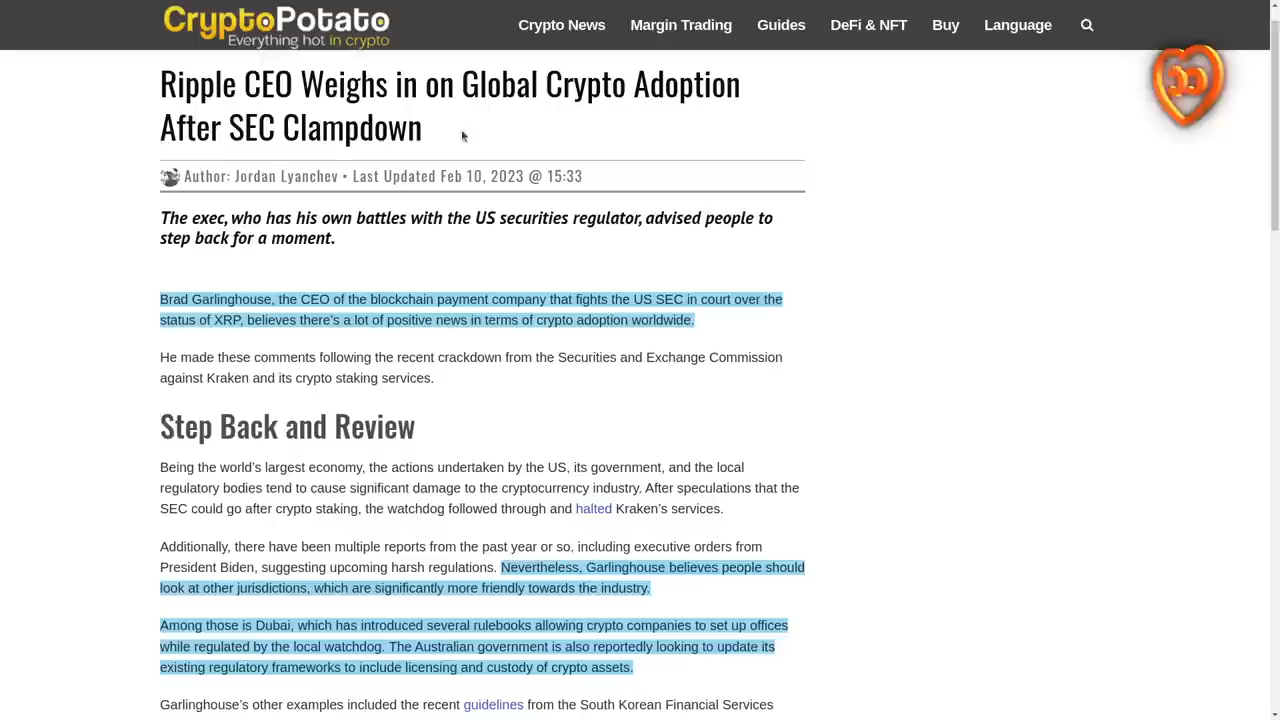 CryptoPotato
Everything hot in crypto
Crypto News
Margin Trading
Guides
DeFi & NFT
Buy
Language
Ripple CEO Weighs in on Global Crypto Adoption
After SEC Clampdown
Author: Jordan Lyanchev • Last Updated Feb 10, 2023 @ 15:33
The exec, who has his own battles with the US securities regulator, advised people to
step back for a moment.
Brad Garlinghouse, the CEO of the blockchain payment company that fights the US SEC in court over the
status of XRP, believes there’s a lot of positive news in terms of crypto adoption worldwide.
He made these comments following the recent crackdown from the Securities and Exchange Commission
against Kraken and its crypto staking services.
Step Back and Review
Being the world’s largest economy, the actions undertaken by the US, its government, and the local
regulatory bodies tend to cause significant damage to the cryptocurrency industry. After speculations that the
SEC could go after crypto staking, the watchdog followed through and halted Kraken’s services.
Additionally, there have been multiple reports from the past year or so, including executive orders from
President Biden, suggesting upcoming harsh regulations. Nevertheless, Garlinghouse believes people should
look at other jurisdictions, which are significantly more friendly towards the industry.
Among those is Dubai, which has introduced several rulebooks allowing crypto companies to set up offices
while regulated by the local watchdog. The Australian government is also reportedly looking to update its
existing regulatory frameworks to include licensing and custody of crypto assets.
Garlinghouse’s other examples included the recent guidelines from the South Korean Financial Services